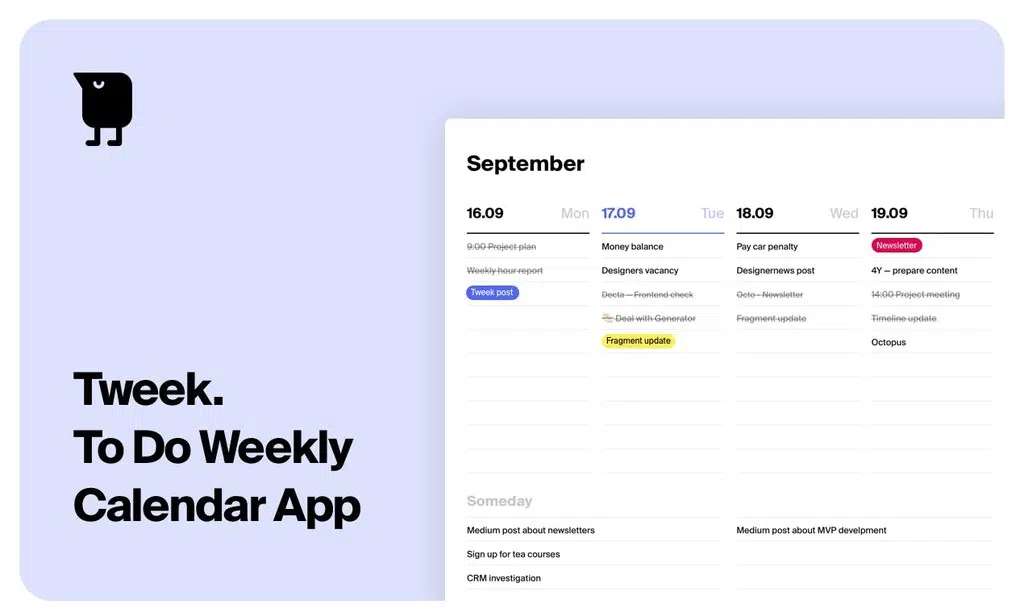 September
16.09 Mon 17.09 Tue 18.09 Wed 19.09 Thu
9:00 Project plan
Weekly hour report
Tweek post
Money balance
Designers vacancy
Decta – Frontend check
Deal with Generator
Fragment update
Pay car penalty
Designernews post
Octo - Newsletter
Fragment update
Newsletter
4Y – prepare content
14:00 Project meeting
Timeline update
Octopus
Tweek.
To Do Weekly
Calendar App
Someday
Medium post about newsletters
Sign up for tea courses
CRM investigation
Medium post about MVP develpment